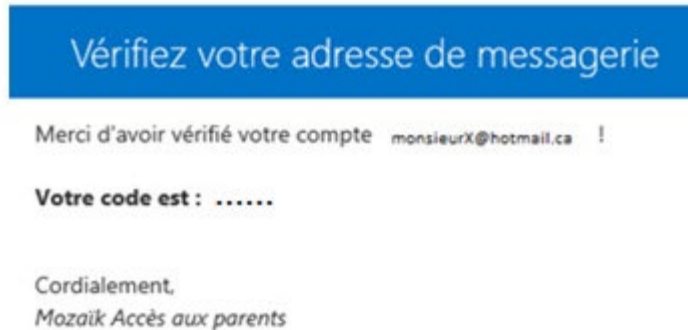 Vérifiez votre adresse de messagerie
Merci d'avoir vérifié votre compte monsieurX@hotmail.ca !
Votre code est : ......
Cordialement,
Mozaïk Accès aux parents